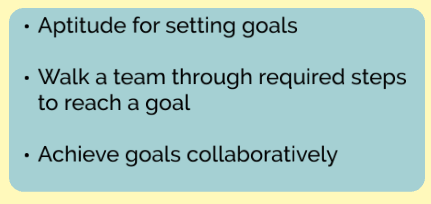 • Aptitude for setting goals
• Walk a team through required steps
to reach a goal
• Achieve goals collaboratively